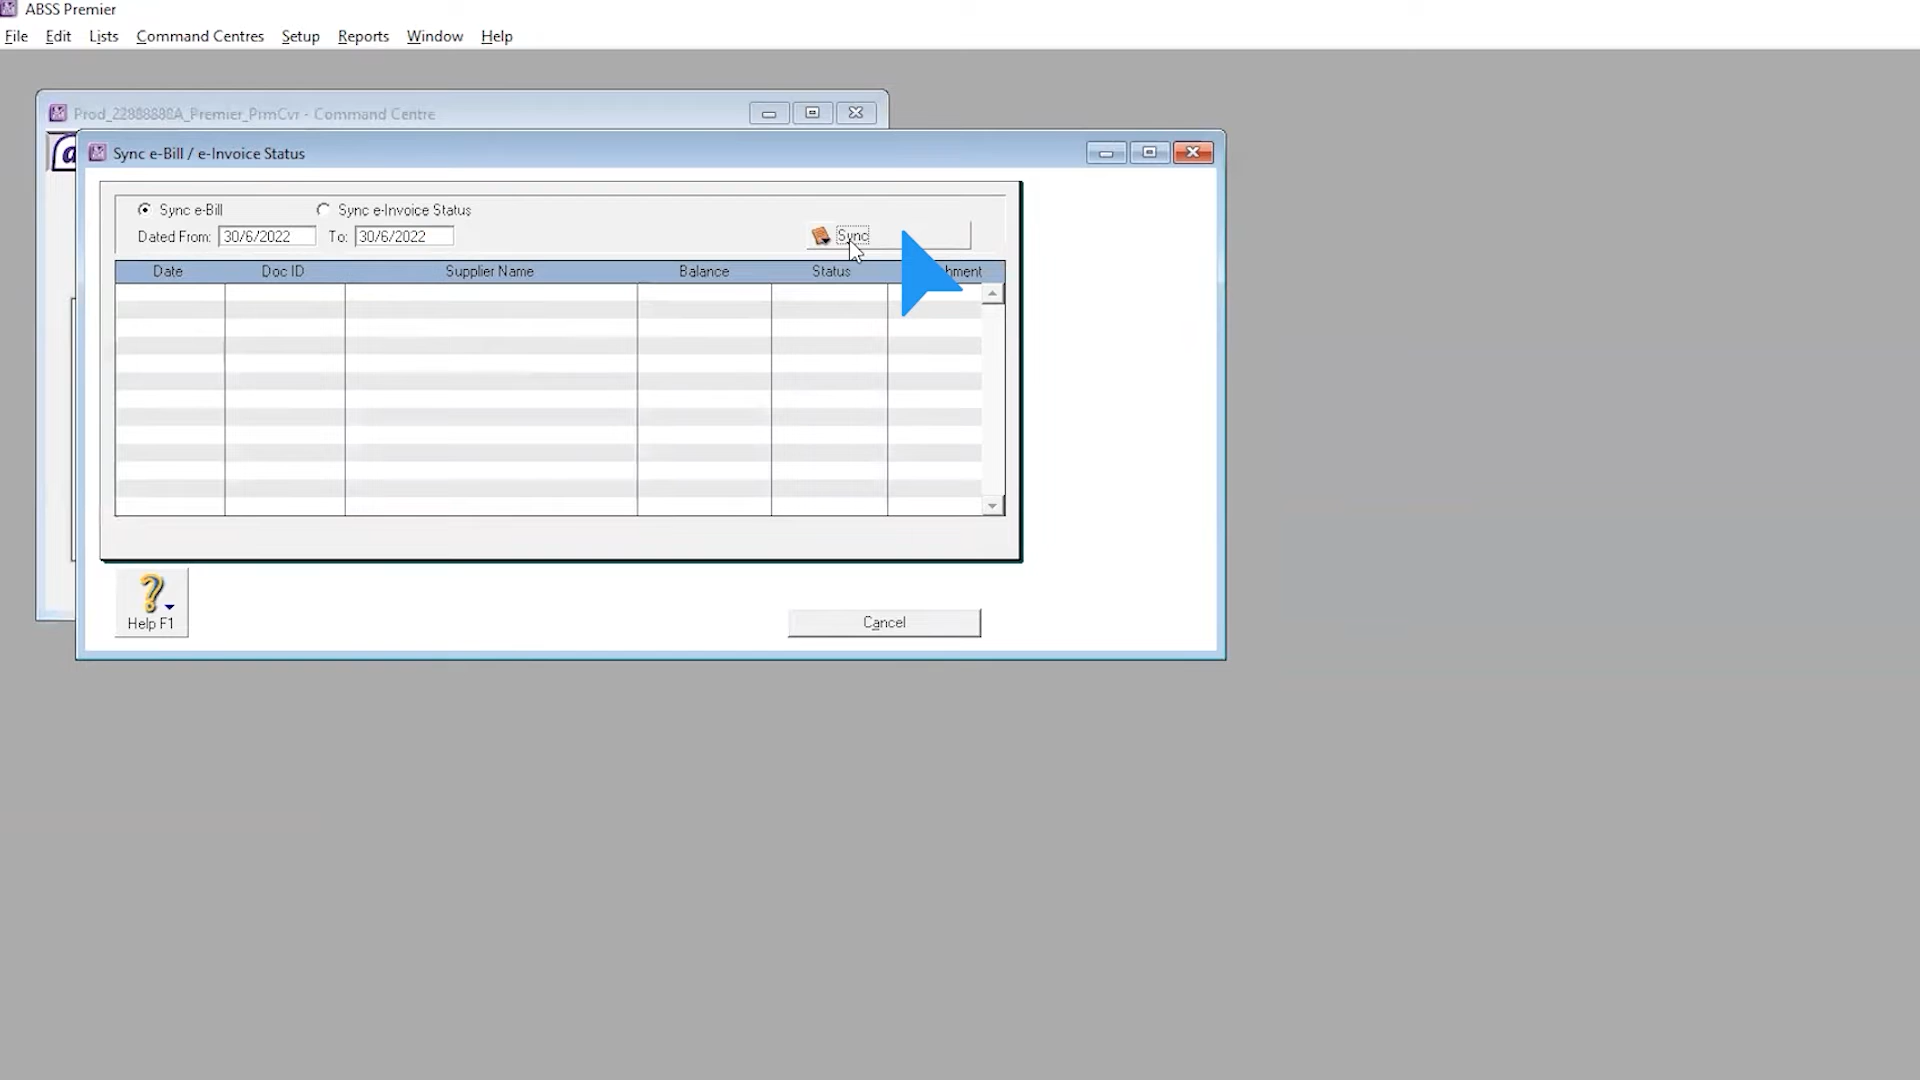 ABSS Premier
File Edit Lists Command Centres Setup Reports Window Help
Prod_22888888A_Premier_PrmCvr - Command Centre
Sync e-Bill / e-Invoice Status
Sync e-Bill Sync e-Invoice Status
Dated From: 30/6/2022 To: 30/6/2022 Sync
Date Doc ID Supplier Name Balance Status
Help F1
Cancel